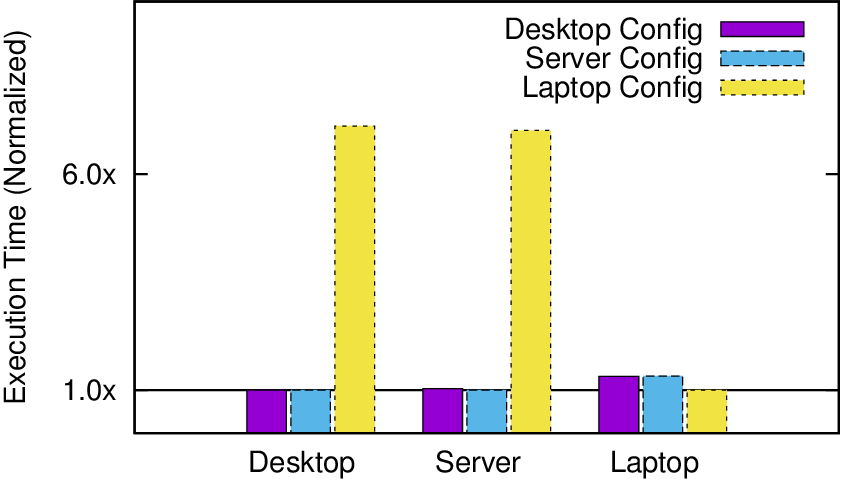 Execution Time (Normalized)
6.0x
1.0x
Desktop Config
Server Config
Laptop Config
Desktop
Server
Laptop